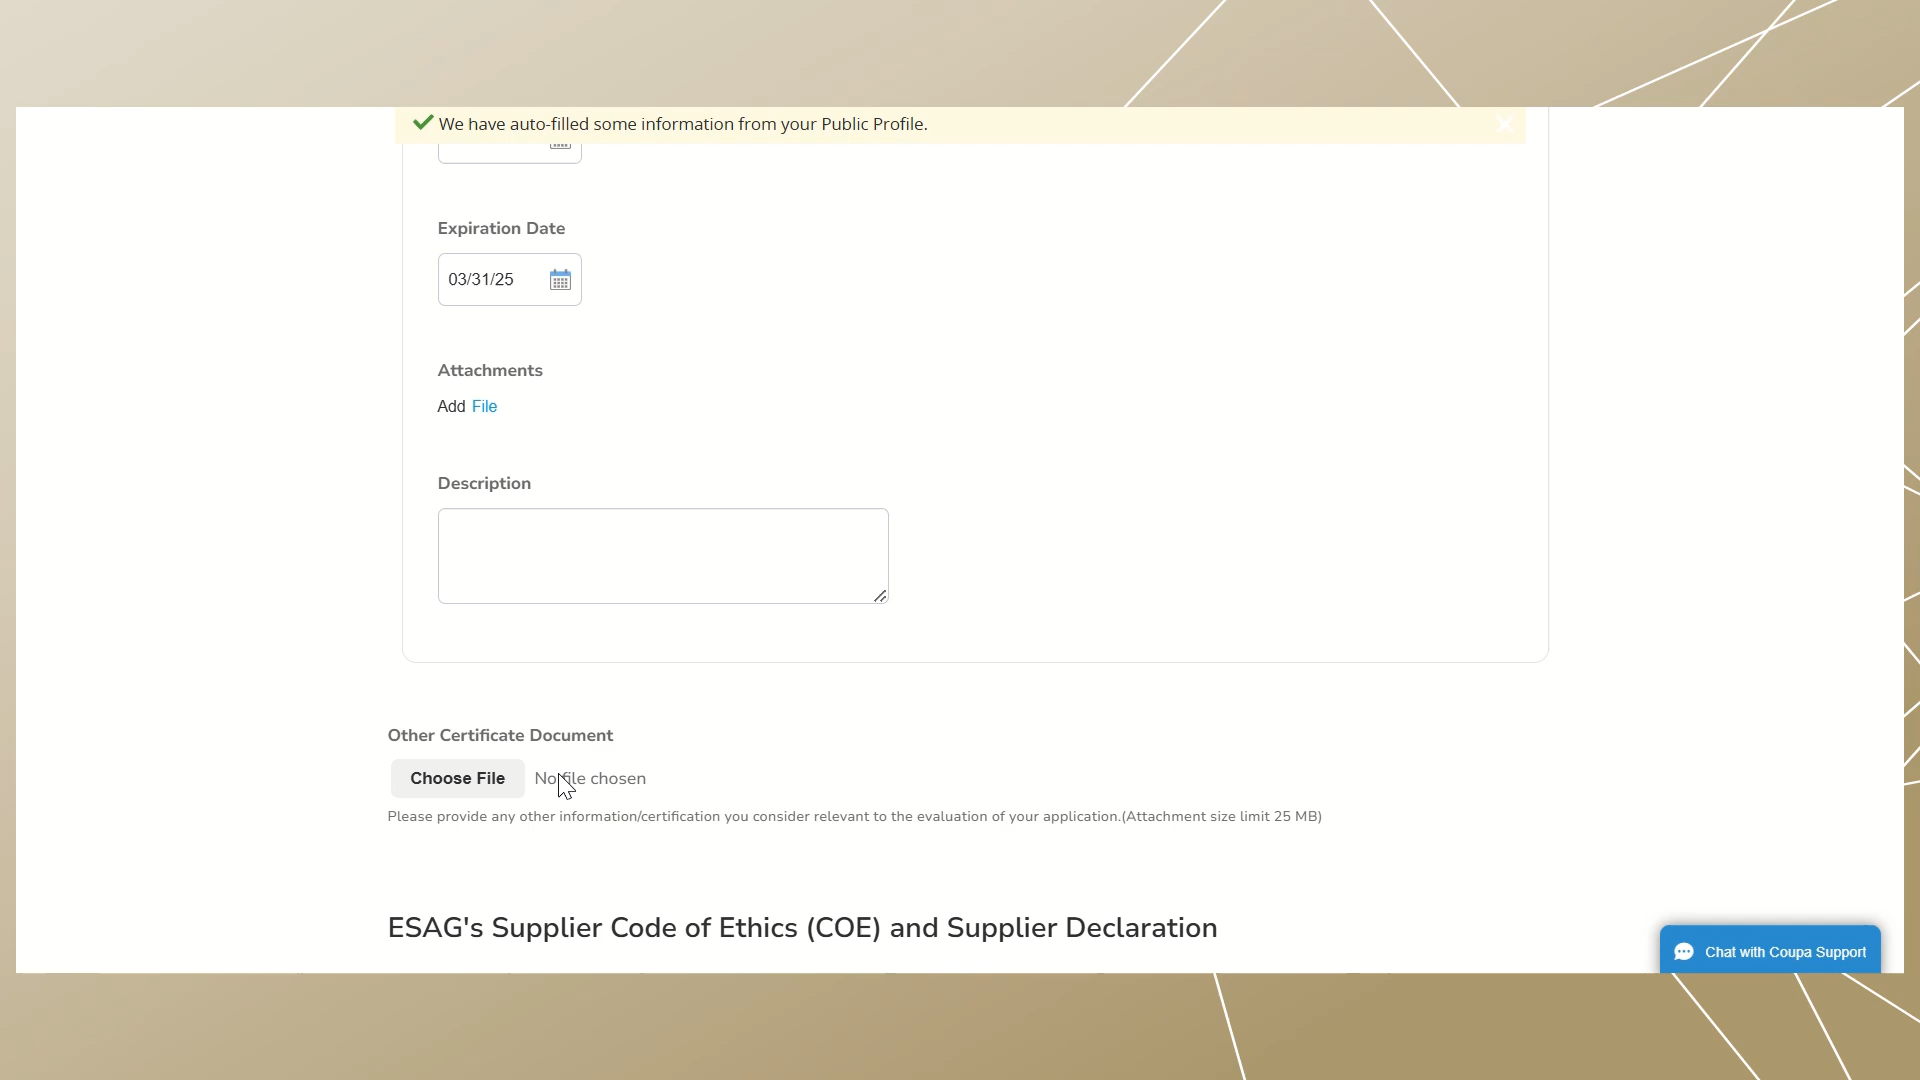 We have auto-filled some information from your Public Profile.
Expiration Date
03/31/25
Attachments
Add File
Description
Other Certificate Document
Choose File No file chosen
Please provide any other information/certification you consider relevant to the evaluation of your application.(Attachment size limit 25 MB)
ESAG's Supplier Code of Ethics (COE) and Supplier Declaration
Chat with Coupa Support